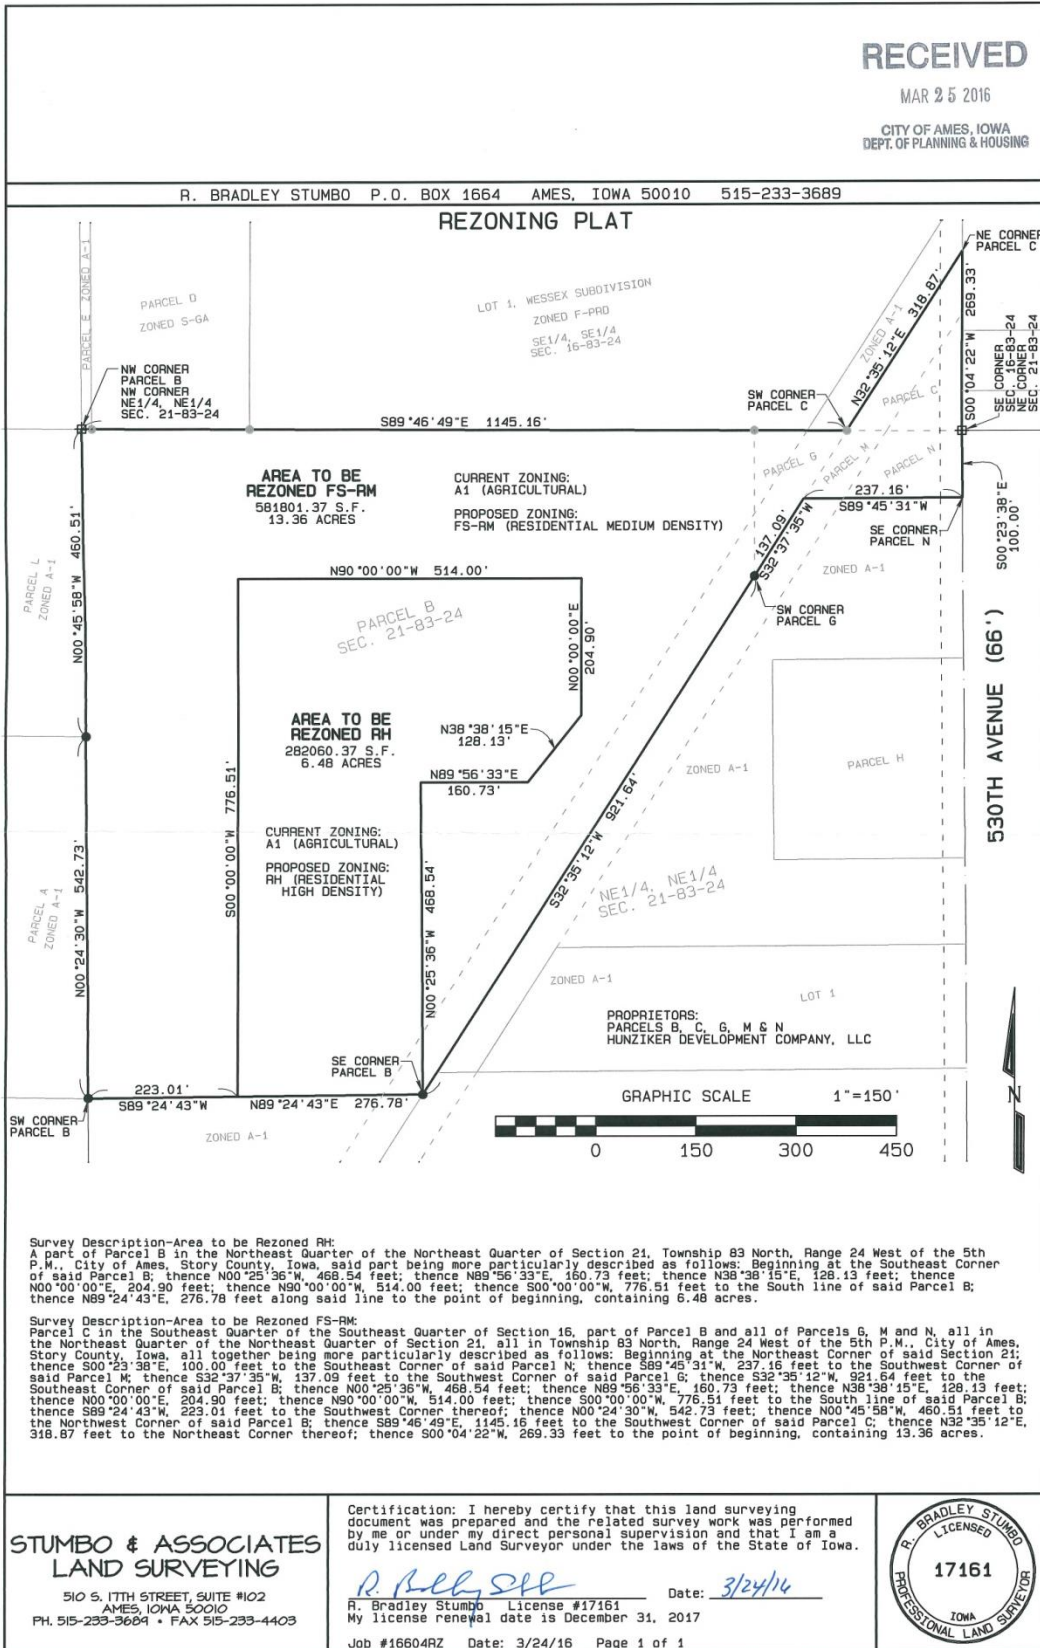 RECEIVED
MAR 25 2016
CITY OF AMES, IOWA
DEPT. OF PLANNING & HOUSING
R. BRADLEY STUMBO P.O. BOX 1664 AMES, IOWA 50010 515-233-3689
REZONING PLAT
NE CORNER
PARCEL C
PARCEL E ZONED A-1
PARCEL D
ZONED S-GA
LOT 1, WESSEX SUBDIVISION
ZONED F-PRD
SE1/4, SE1/4
SEC. 16-83-24
ZONED A-1
N32°35'12"E 318.87'
S00°04'22"W 269.33'
SE CORNER
SEC. 16-83-24
NE CORNER
SEC. 21-83-24
NW CORNER
PARCEL B
NW CORNER
NE1/4, NE1/4
SEC. 21-83-24
SW CORNER
PARCEL C
PARCEL C
S89°46'49"E 1145.16'
AREA TO BE
REZONED FS-RM
581801.37 S.F.
13.36 ACRES
CURRENT ZONING:
A1 (AGRICULTURAL)
PROPOSED ZONING:
FS-RM (RESIDENTIAL MEDIUM DENSITY)
PARCEL G
PARCEL M
PARCEL N
237.16'
S89°45'31"W
SE CORNER
PARCEL N
S00°23'38"E
100.00'
137.09'
S32°37'35"W
ZONED A-1
SW CORNER
PARCEL G
N00°45'58"W 460.51'
PARCEL L
ZONED A-1
N90°00'00"W 514.00'
PARCEL B
SEC. 21-83-24
N00°00'00"E
204.90'
AREA TO BE
REZONED RH
282060.37 S.F.
6.48 ACRES
N38°38'15"E
128.13'
N89°56'33"E
160.73'
CURRENT ZONING:
A1 (AGRICULTURAL)
PROPOSED ZONING:
RH (RESIDENTIAL
HIGH DENSITY)
S00°00'00"W 776.51'
N00°25'36"W 468.54'
S32°35'12"W 921.64'
ZONED A-1
PARCEL H
530TH AVENUE (66')
N00°24'30"W 542.73'
PARCEL A
ZONED A-1
NE1/4, NE1/4
SEC. 21-83-24
ZONED A-1
LOT 1
PROPRIETORS:
PARCELS B, C, G, M & N
HUNZIKER DEVELOPMENT COMPANY, LLC
SE CORNER
PARCEL B
223.01'
S89°24'43"W
N89°24'43"E 276.78'
SW CORNER
PARCEL B
ZONED A-1
GRAPHIC SCALE 1"=150'
0 150 300 450
N
Survey Description-Area to be Rezoned RH:
A part of Parcel B in the Northeast Quarter of the Northeast Quarter of Section 21, Township 83 North, Range 24 West of the 5th
P.M., City of Ames, Story County, Iowa, said part being more particularly described as follows: Beginning at the Southeast Corner
of said Parcel B; thence N00°25'36"W, 468.54 feet; thence N89°56'33"E, 160.73 feet; thence N38°38'15"E, 128.13 feet; thence
N00°00'00"E, 204.90 feet; thence N90°00'00"W, 514.00 feet; thence S00°00'00"W, 776.51 feet to the South line of said Parcel B;
thence N89°24'43"E, 276.78 feet along said line to the point of beginning, containing 6.48 acres.
Survey Description-Area to be Rezoned FS-RM:
Parcel C in the Southeast Quarter of the Southeast Quarter of Section 16, part of Parcel B and all of Parcels G, M and N, all in
the Northeast Quarter of the Northeast Quarter of Section 21, all in Township 83 North, Range 24 West of the 5th P.M., City of Ames,
Story County, Iowa, all together being more particularly described as follows: Beginning at the Northeast Corner of said Section 21;
thence S00°23'38"E, 100.00 feet to the Southeast Corner of said Parcel N; thence S89°45'31"W, 237.16 feet to the Southwest Corner of
said Parcel M; thence S32°37'35"W, 137.09 feet to the Southwest Corner of said Parcel G; thence S32°35'12"W, 921.64 feet to the
Southeast Corner of said Parcel B; thence N00°25'36"W, 468.54 feet; thence N89°56'33"E, 160.73 feet; thence N38°38'15"E, 128.13 feet;
thence N00°00'00"E, 204.90 feet; thence N90°00'00"W, 514.00 feet; thence S00°00'00"W, 776.51 feet to the South line of said Parcel B;
thence S89°24'43"W, 223.01 feet to the Southwest Corner thereof; thence N00°24'30"W, 542.73 feet; thence N00°45'58"W, 460.51 feet to
the Northwest Corner of said Parcel B; thence S89°46'49"E, 1145.16 feet to the Southwest Corner of said Parcel C; thence N32°35'12"E,
318.87 feet to the Northeast Corner thereof; thence S00°04'22"W, 269.33 feet to the point of beginning, containing 13.36 acres.
STUMBO & ASSOCIATES
LAND SURVEYING
510 S. 17TH STREET, SUITE #102
AMES, IOWA 50010
PH. 515-233-3689 • FAX 515-233-4403
Certification: I hereby certify that this land surveying
document was prepared and the related survey work was performed
by me or under my direct personal supervision and that I am a
duly licensed Land Surveyor under the laws of the State of Iowa.
Date: 3/24/16
R. Bradley Stumbo License #17161
My license renewal date is December 31, 2017
Job #16604RZ Date: 3/24/16 Page 1 of 1
R. BRADLEY STUMBO
LICENSED
17161
IOWA
PROFESSIONAL LAND SURVEYOR